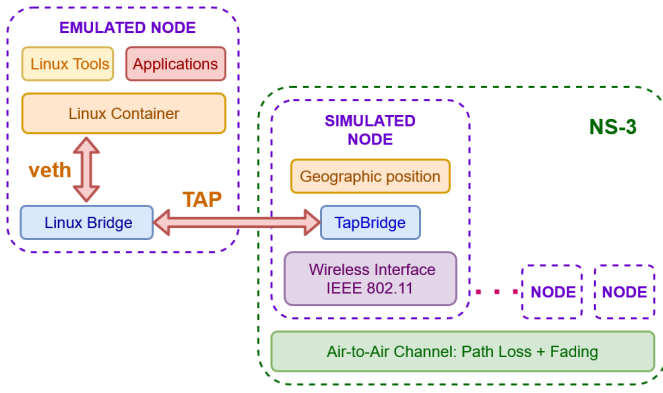 EMULATED NODE
Linux Tools
Applications
Linux Container
veth
Linux Bridge
TAP
NS-3
SIMULATED
NODE
Geographic position
TapBridge
Wireless Interface
IEEE 802.11
NODE
NODE
Air-to-Air Channel: Path Loss + Fading